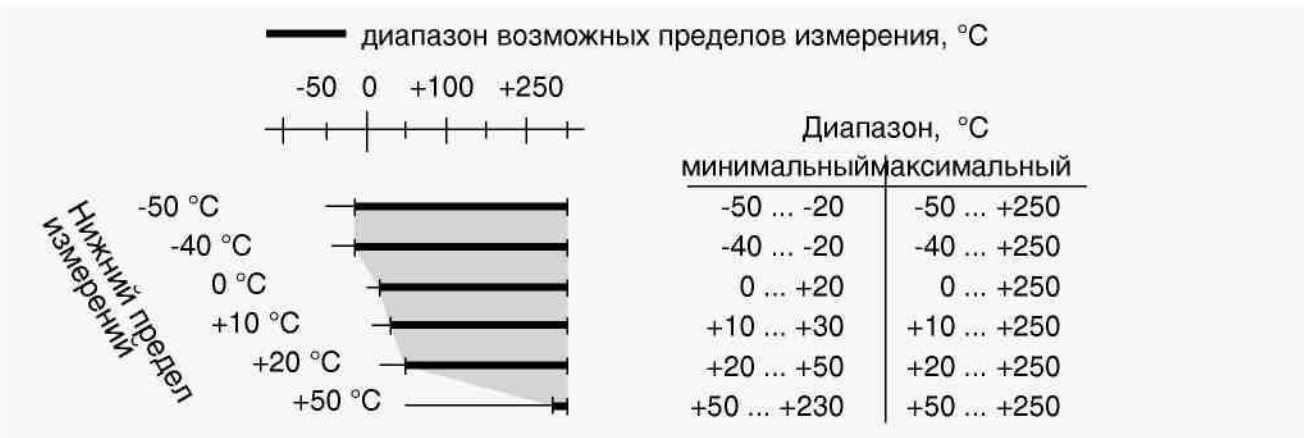 диапазон возможных пределов измерения, °C
-50 0 +100 +250
Диапазон, °C
минимальный максимальный
Нижний предел
измерений
-50 °C -50 ... -20 -50 ... +250
-40 °C -40 ... -20 -40 ... +250
0 °C 0 ... +20 0 ... +250
+10 °C +10 ... +30 +10 ... +250
+20 °C +20 ... +50 +20 ... +250
+50 °C +50 ... +230 +50 ... +250